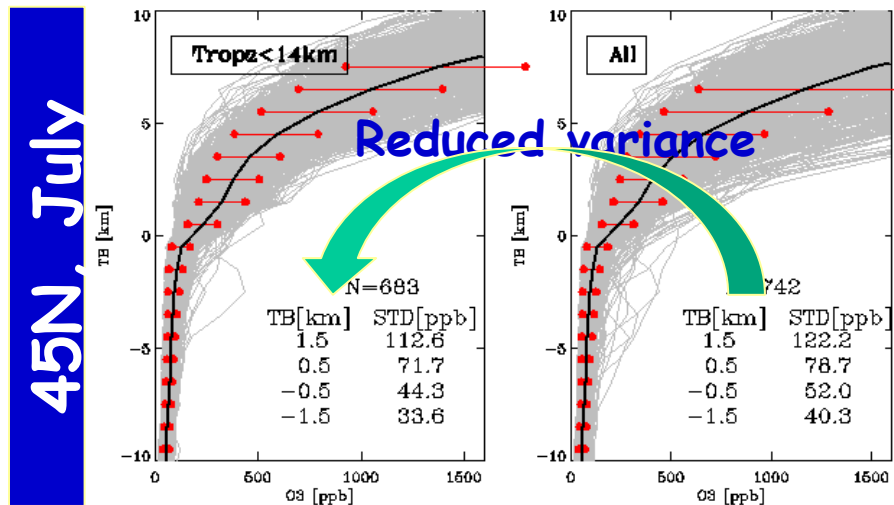 45N, July
Reduced variance
Tropz<14km
TB [km]
10
5
0
-5
-10
N=683
TB[km] STD[ppb]
1.5 112.6
0.5 71.7
-0.5 44.3
-1.5 33.6
0 500 1000 1500
O3 [ppb]
All
TB [km]
10
5
0
-5
-10
742
TB[km] STD[ppb]
1.5 122.2
0.5 78.7
-0.5 52.0
-1.5 40.3
0 500 1000 1500
O3 [ppb]